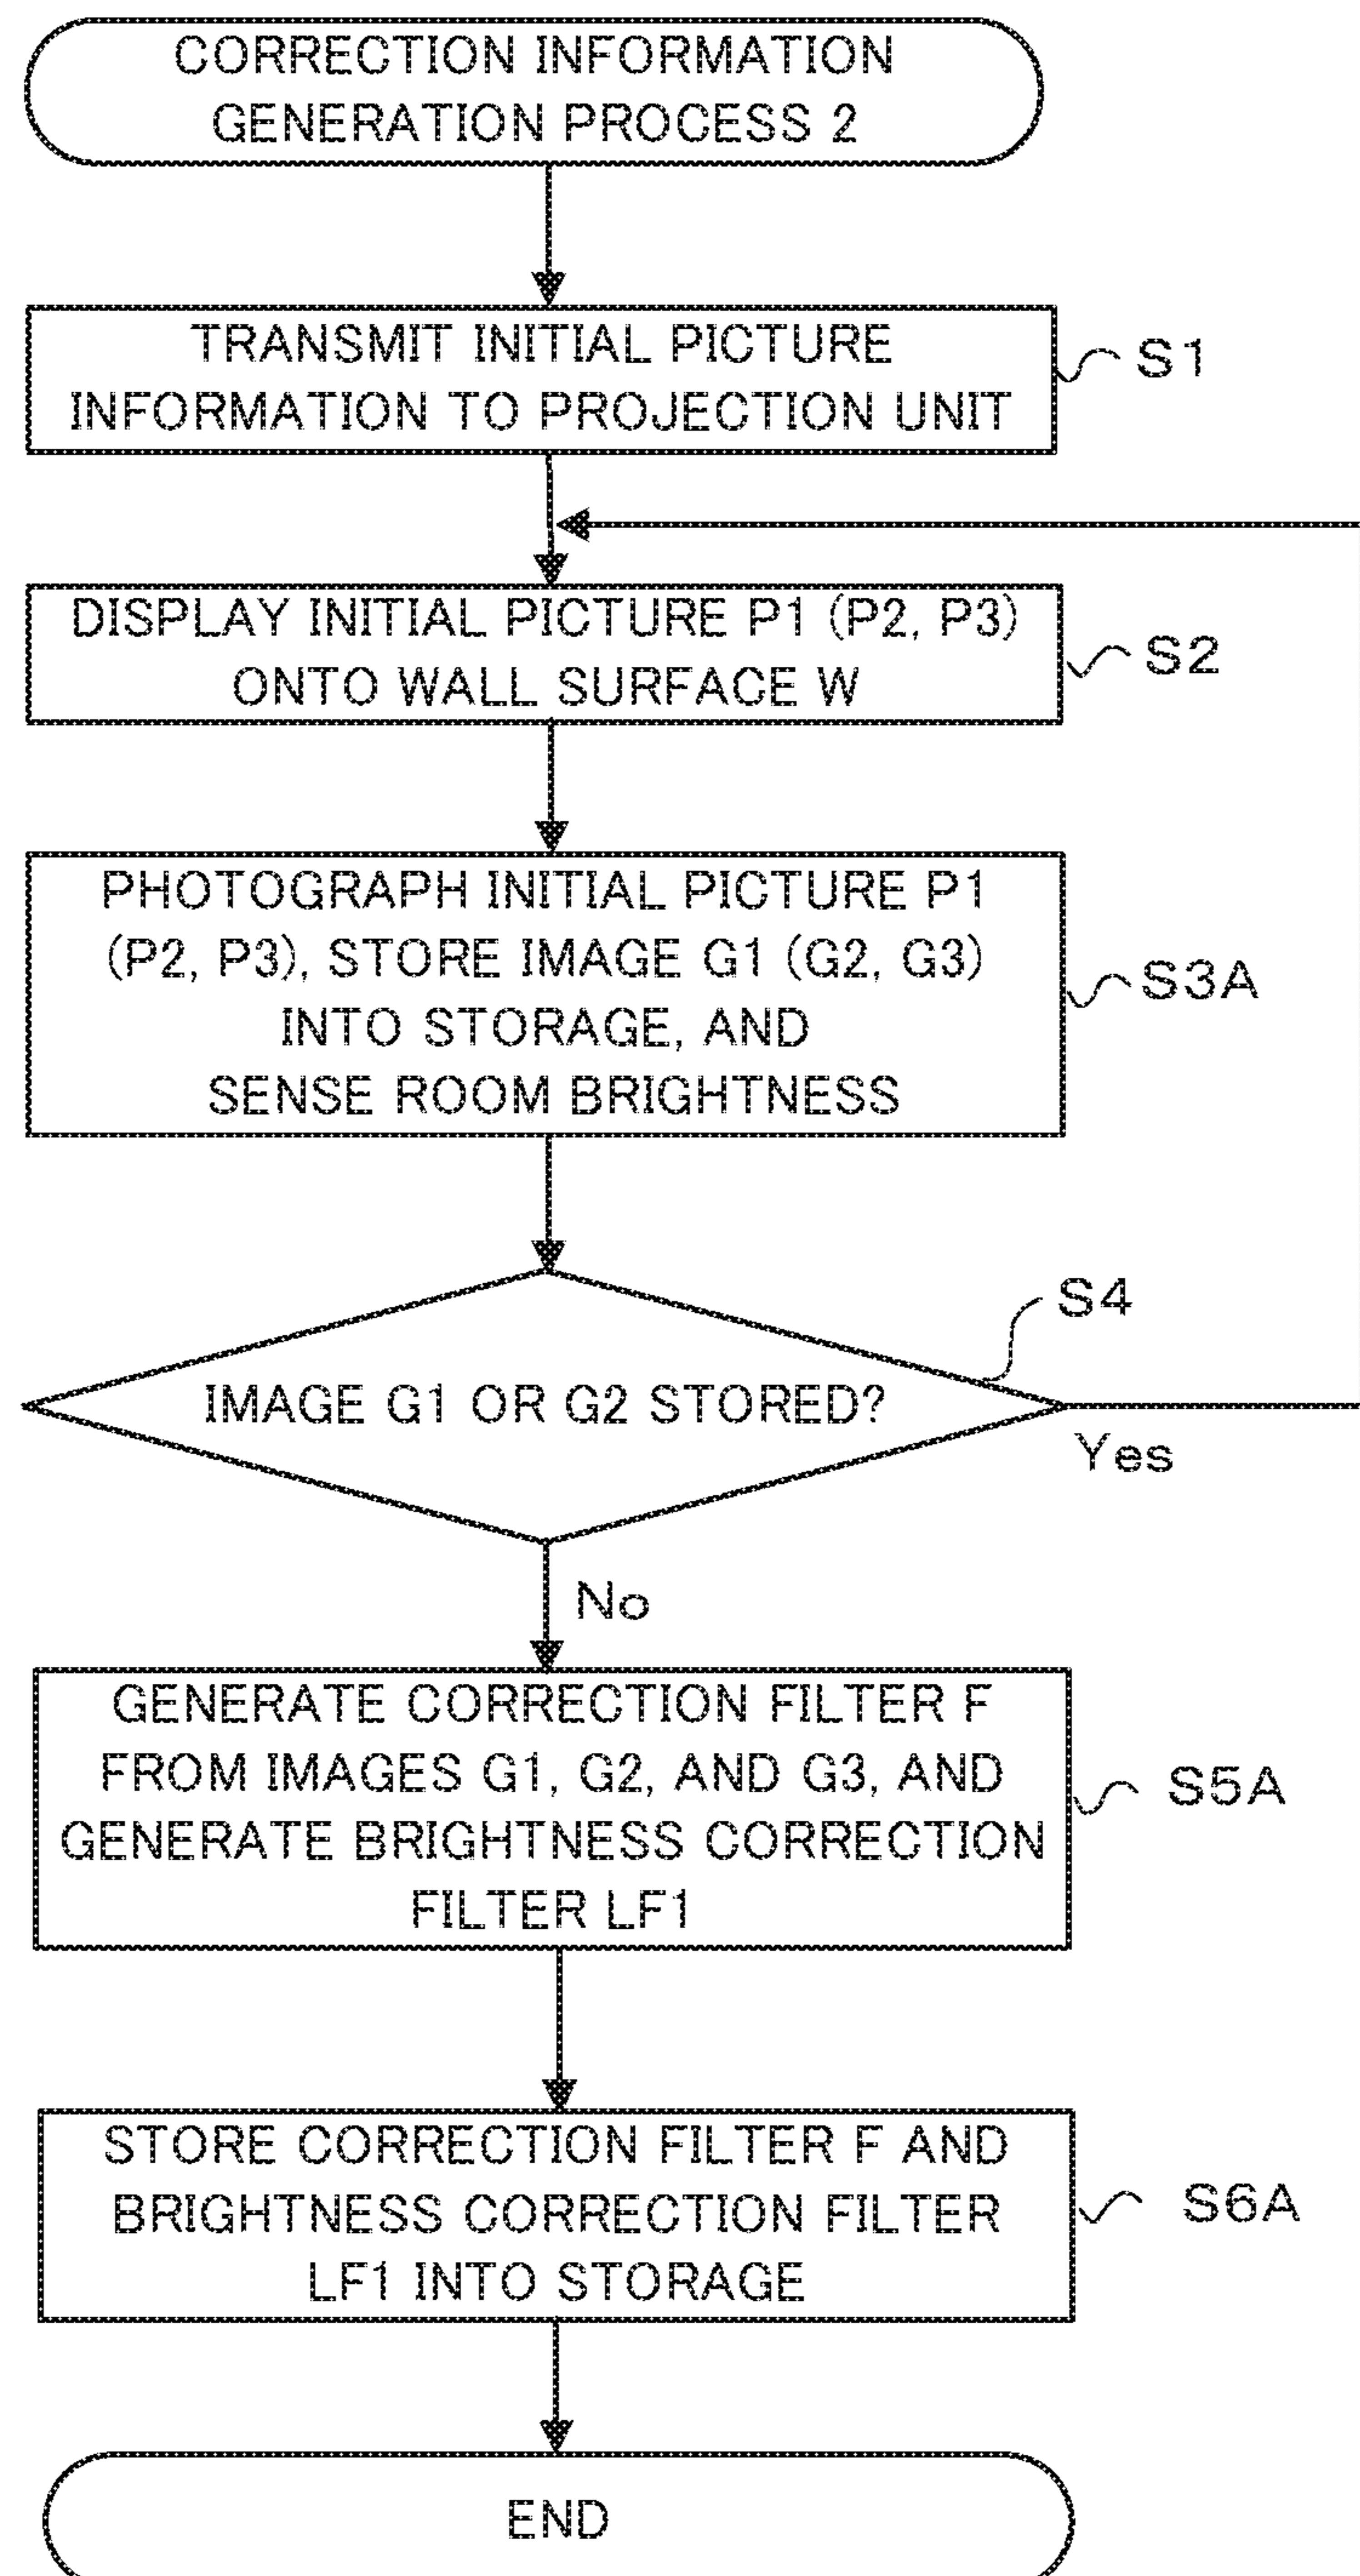 CORRECTION INFORMATION
GENERATION PROCESS 2
TRANSMIT INITIAL PICTURE
INFORMATION TO PROJECTION UNIT
S1
DISPLAY INITIAL PICTURE P1 (P2, P3)
ONTO WALL SURFACE W
S2
PHOTOGRAPH INITIAL PICTURE P1
(P2, P3), STORE IMAGE G1 (G2, G3)
INTO STORAGE, AND
SENSE ROOM BRIGHTNESS
S3A
S4
IMAGE G1 OR G2 STORED?
Yes
No
GENERATE CORRECTION FILTER F
FROM IMAGES G1, G2, AND G3, AND
GENERATE BRIGHTNESS CORRECTION
FILTER LF1
S5A
STORE CORRECTION FILTER F AND
BRIGHTNESS CORRECTION FILTER
LF1 INTO STORAGE
S6A
END